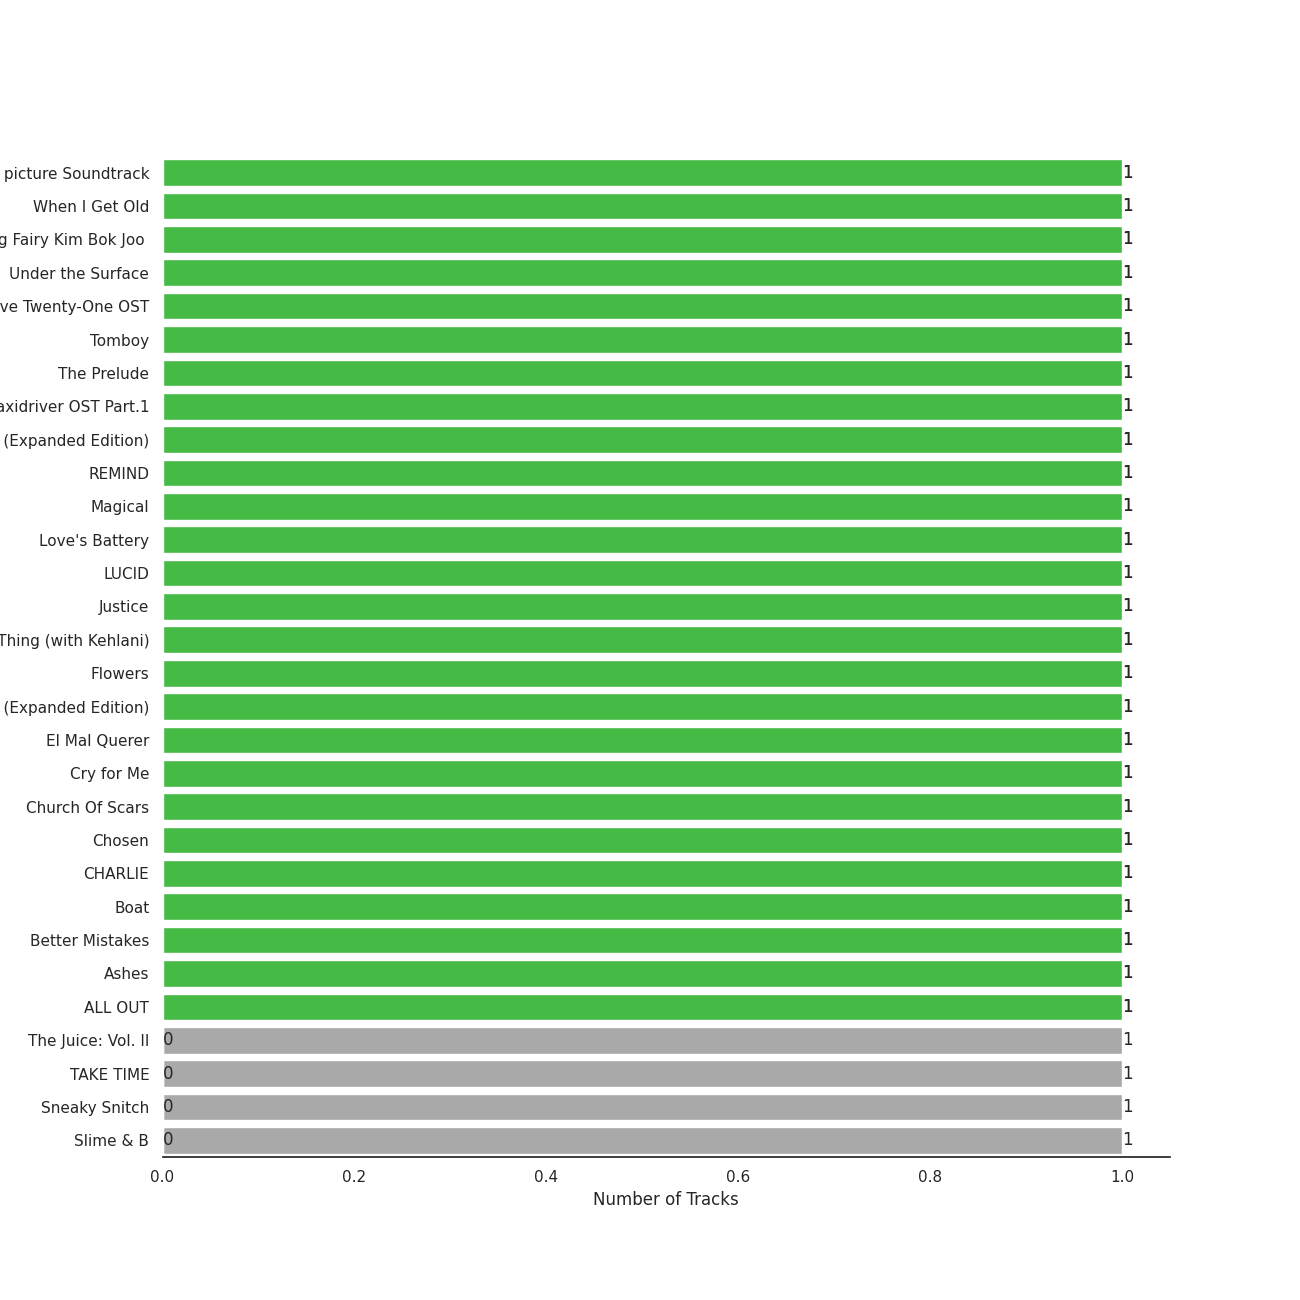 picture Soundtrack 1
When I Get Old 1
g Fairy Kim Bok Joo 1
Under the Surface 1
ve Twenty-One OST 1
Tomboy 1
The Prelude 1
axidriver OST Part.1 1
(Expanded Edition) 1
REMIND 1
Magical 1
Love's Battery 1
LUCID 1
Justice 1
Thing (with Kehlani) 1
Flowers 1
(Expanded Edition) 1
El Mal Querer 1
Cry for Me 1
Church Of Scars 1
Chosen 1
CHARLIE 1
Boat 1
Better Mistakes 1
Ashes 1
ALL OUT 1
The Juice: Vol. II 0 1
TAKE TIME 0 1
Sneaky Snitch 0 1
Slime & B 0 1
0.0 0.2 0.4 0.6 0.8 1.0
Number of Tracks